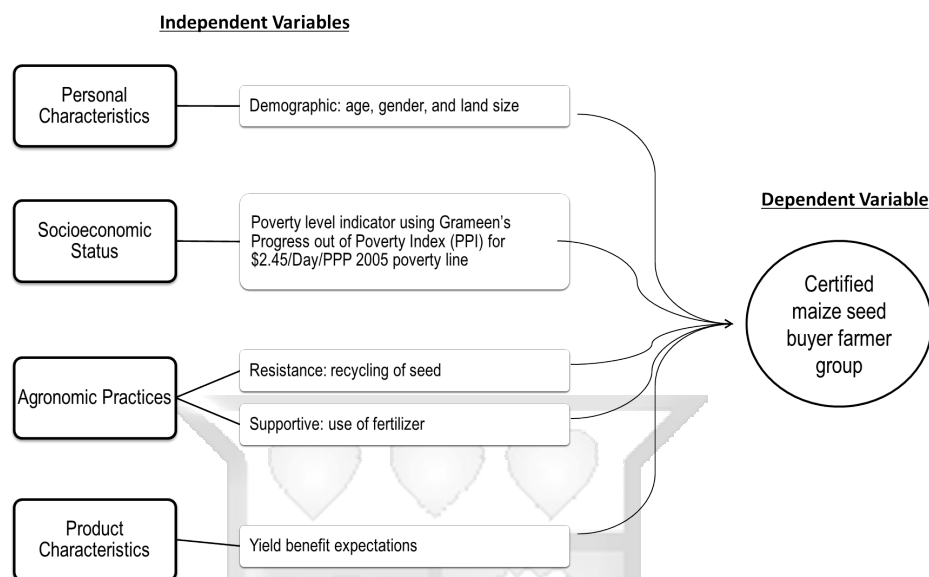 Independent Variables
Personal
Characteristics
Demographic: age, gender, and land size
Socioeconomic
Status
Poverty level indicator using Grameen's
Progress out of Poverty Index (PPI) for
$2.45/Day/PPP 2005 poverty line
Agronomic Practices
Resistance: recycling of seed
Supportive: use of fertilizer
Product
Characteristics
Yield benefit expectations
Dependent Variable
Certified
maize seed
buyer farmer
group